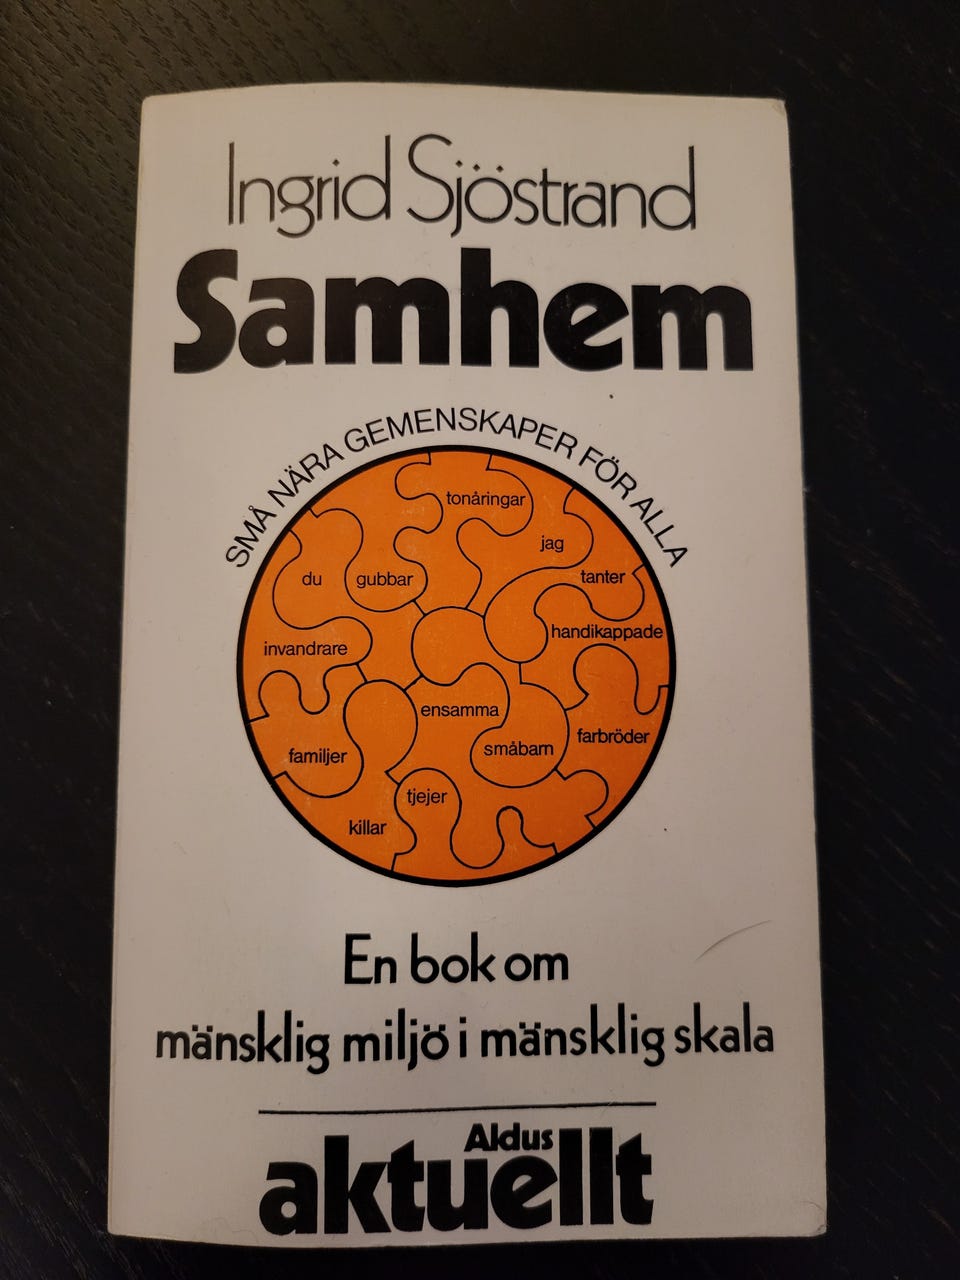 Ingrid Sjöstrand
Samhem
SMÅ NÄRA GEMENSKAPER FÖR ALLA
tonåringar
jag
du
gubbar
tanter
handikappade
invandrare
ensamma
farbröder
småbarn
familjer
tjejer
killar
En bok om
mänsklig miljö i mänsklig skala
Aldus
aktuellt